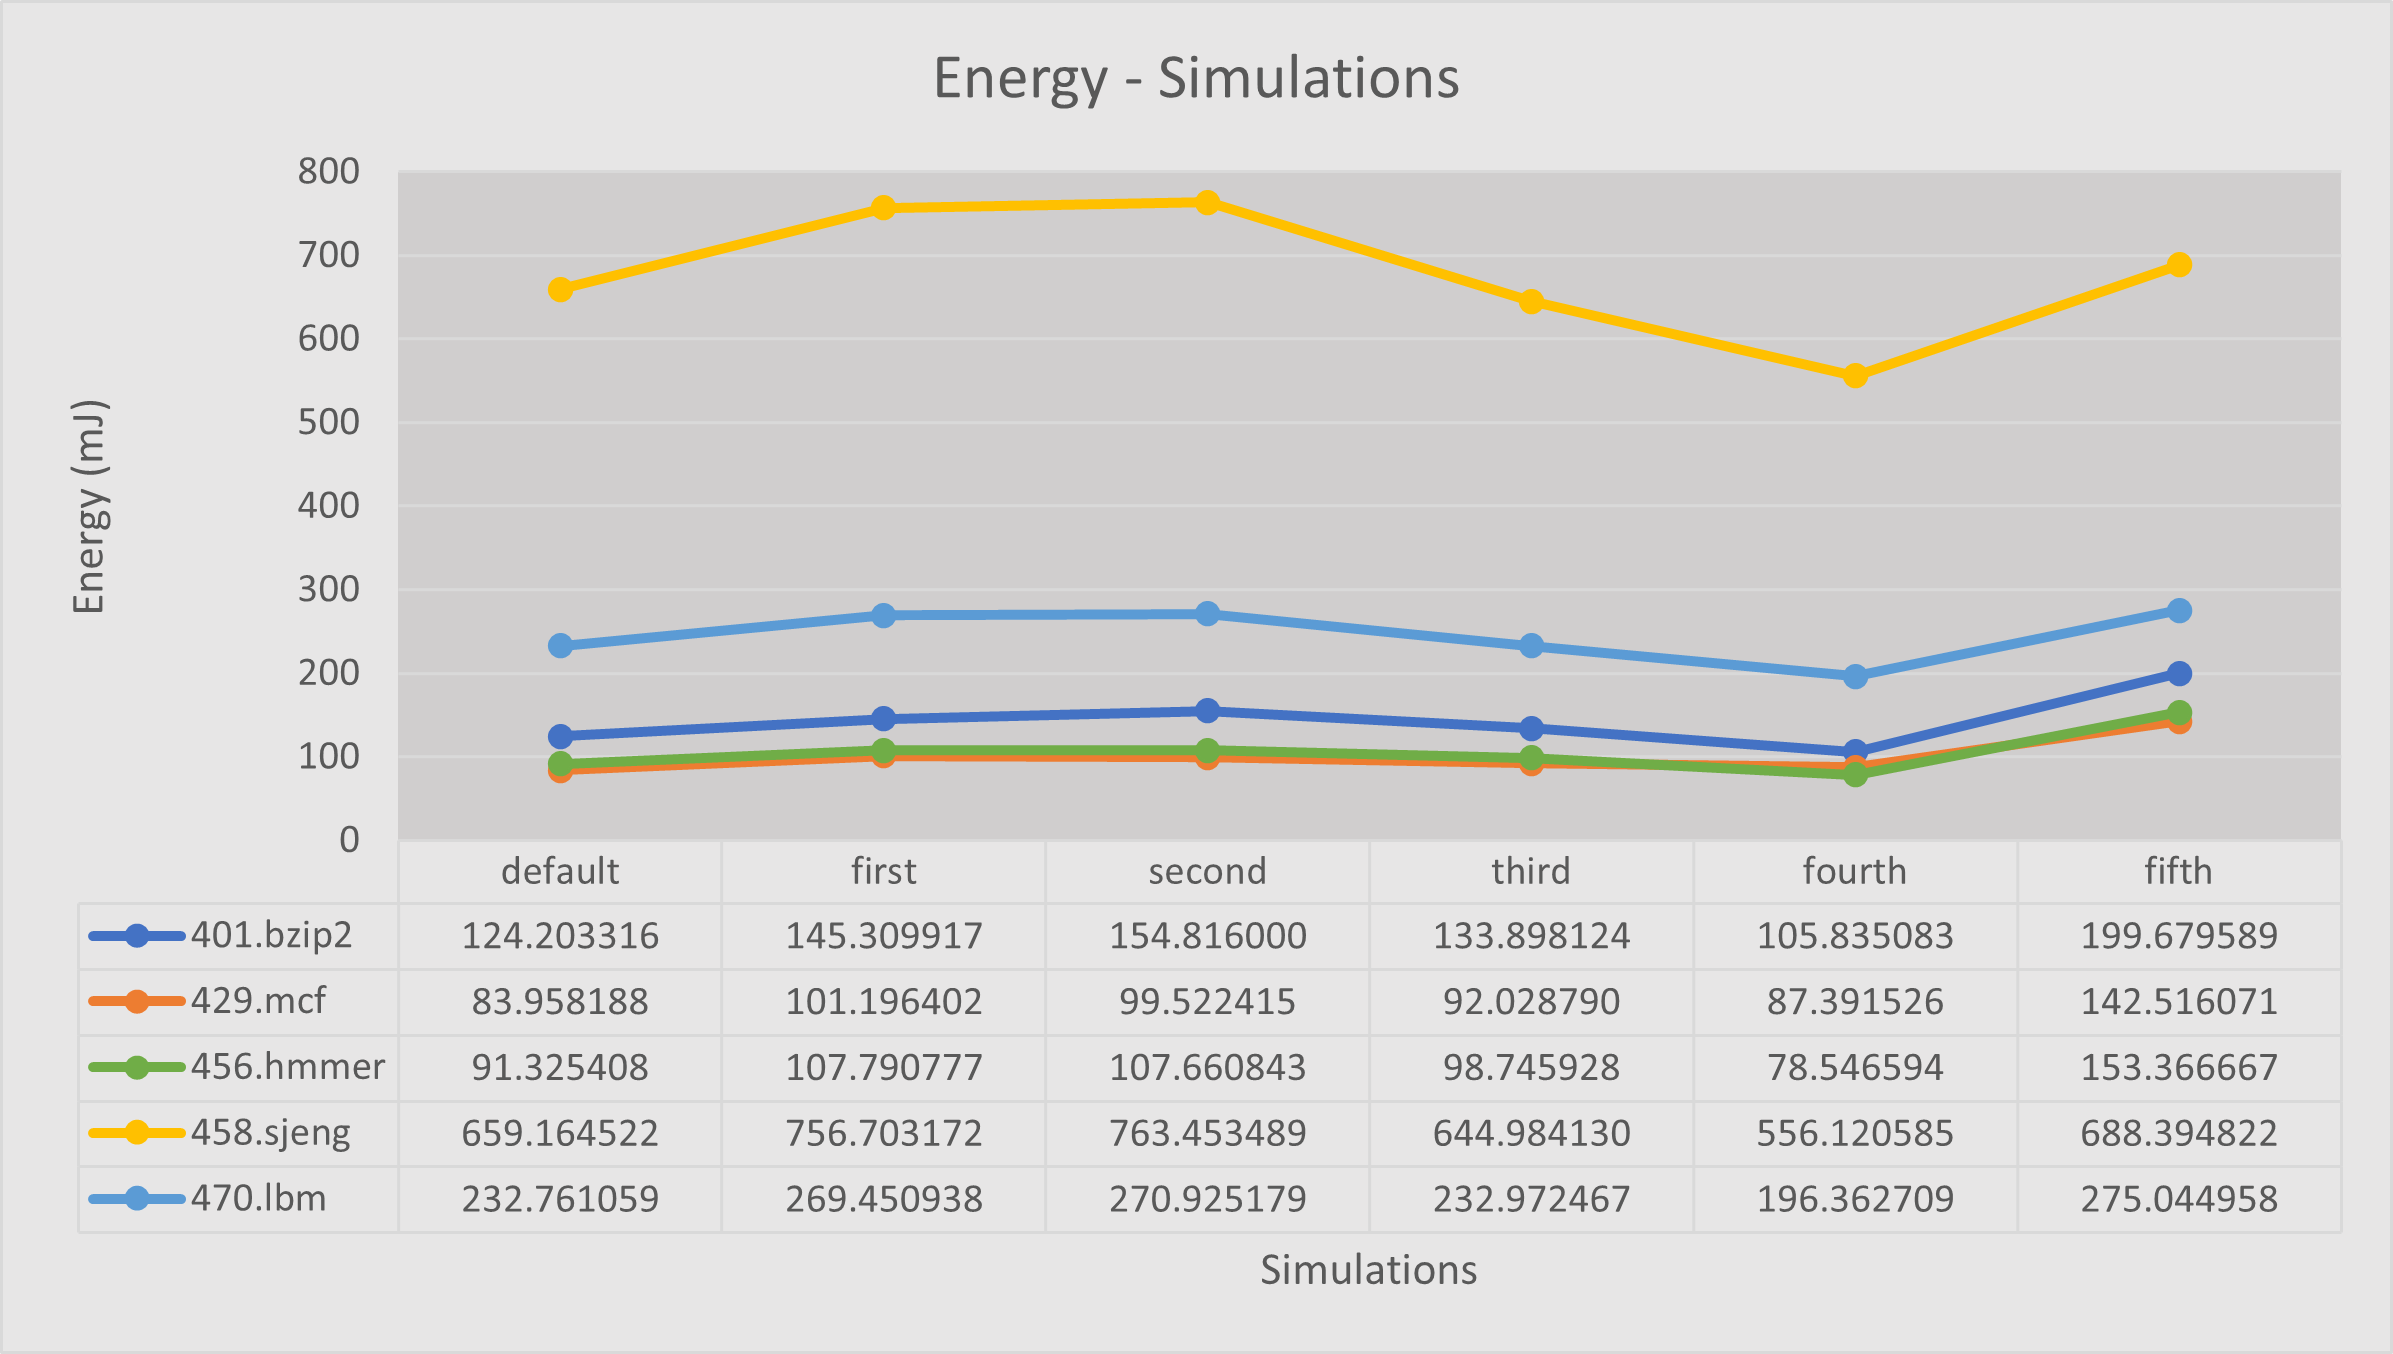 Energy - Simulations
800
700
600
500
400
300
200
100
0
Energy (mJ)
default first second third fourth fifth
401.bzip2 124.203316 145.309917 154.816000 133.898124 105.835083 199.679589
429.mcf 83.958188 101.196402 99.522415 92.028790 87.391526 142.516071
456.hmmer 91.325408 107.790777 107.660843 98.745928 78.546594 153.366667
458.sjeng 659.164522 756.703172 763.453489 644.984130 556.120585 688.394822
470.lbm 232.761059 269.450938 270.925179 232.972467 196.362709 275.044958
Simulations